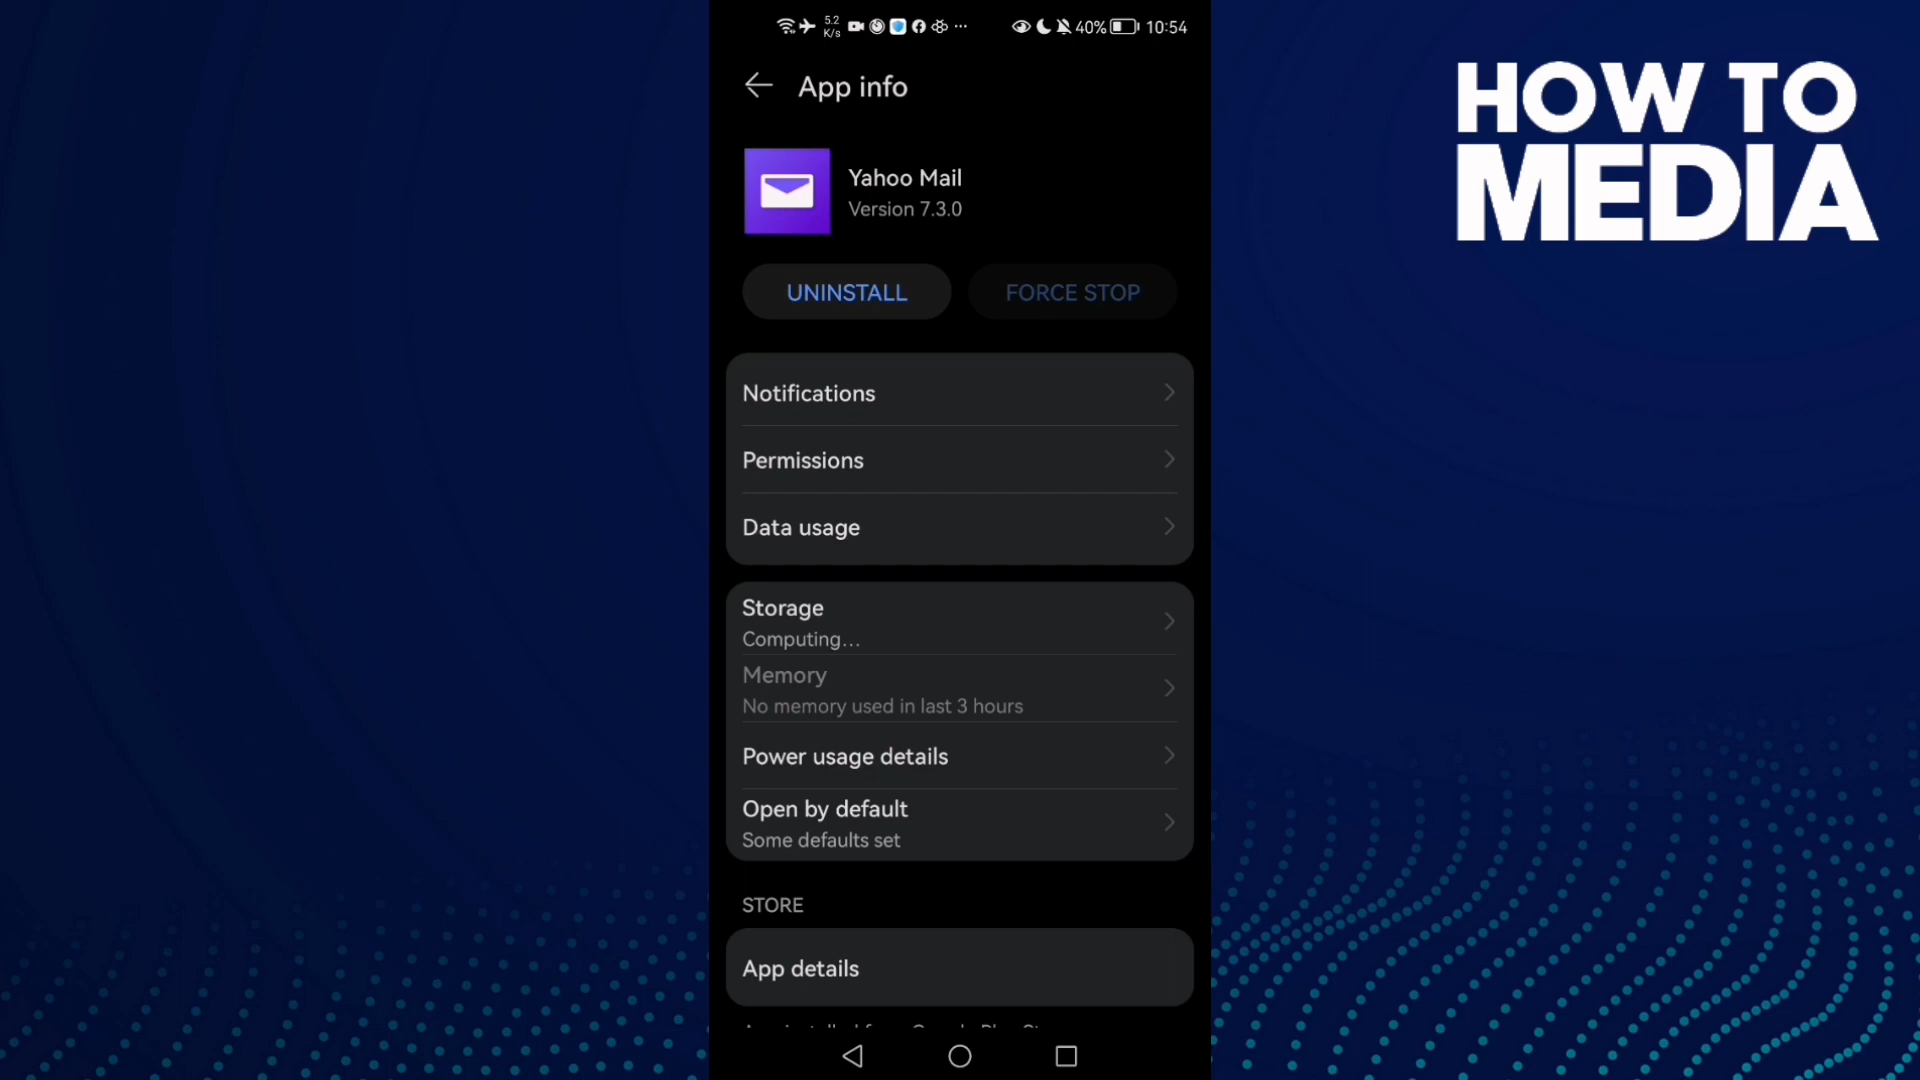 5.2
K/s
40%
10:54
App info
HOW TO
MEDIA
Yahoo Mail
Version 7.3.0
UNINSTALL
FORCE STOP
Notifications
Permissions
Data usage
Storage
Computing...
Memory
No memory used in last 3 hours
Power usage details
Open by default
Some defaults set
STORE
App details